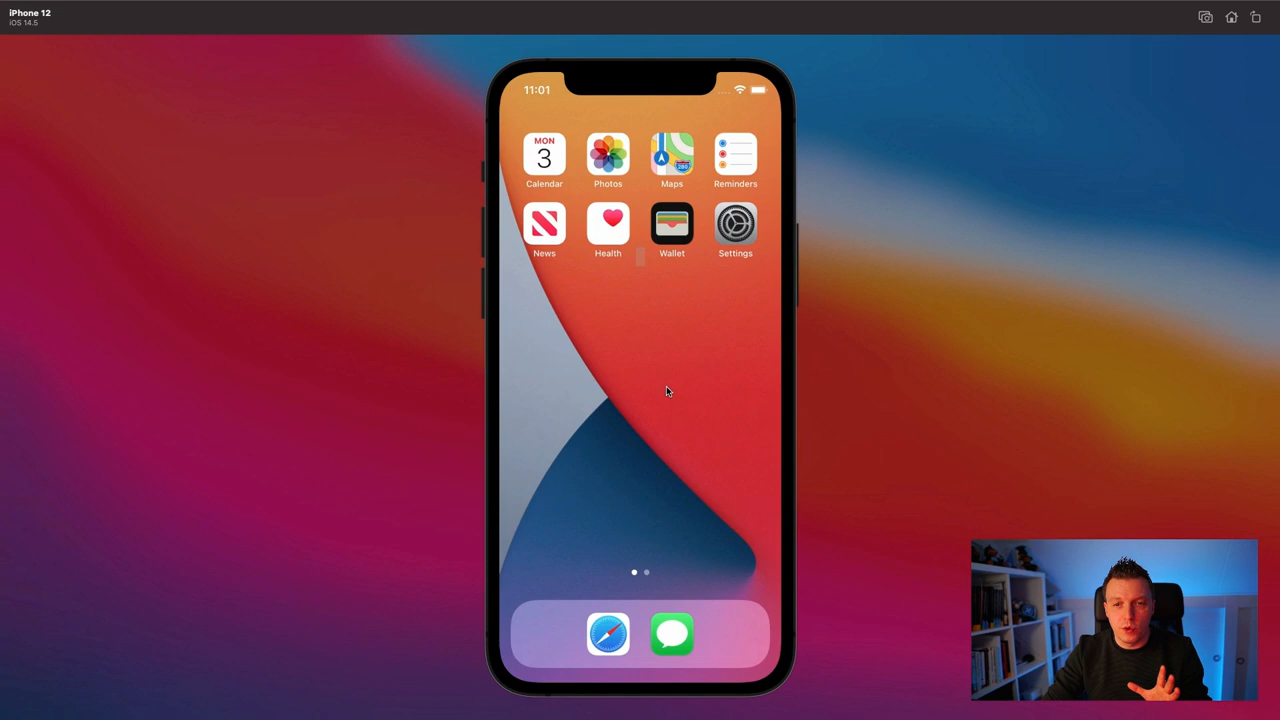 iPhone 12
iOS 14.5
11:01
MON
3
Calendar
Photos
Maps
Reminders
News
Health
Wallet
Settings